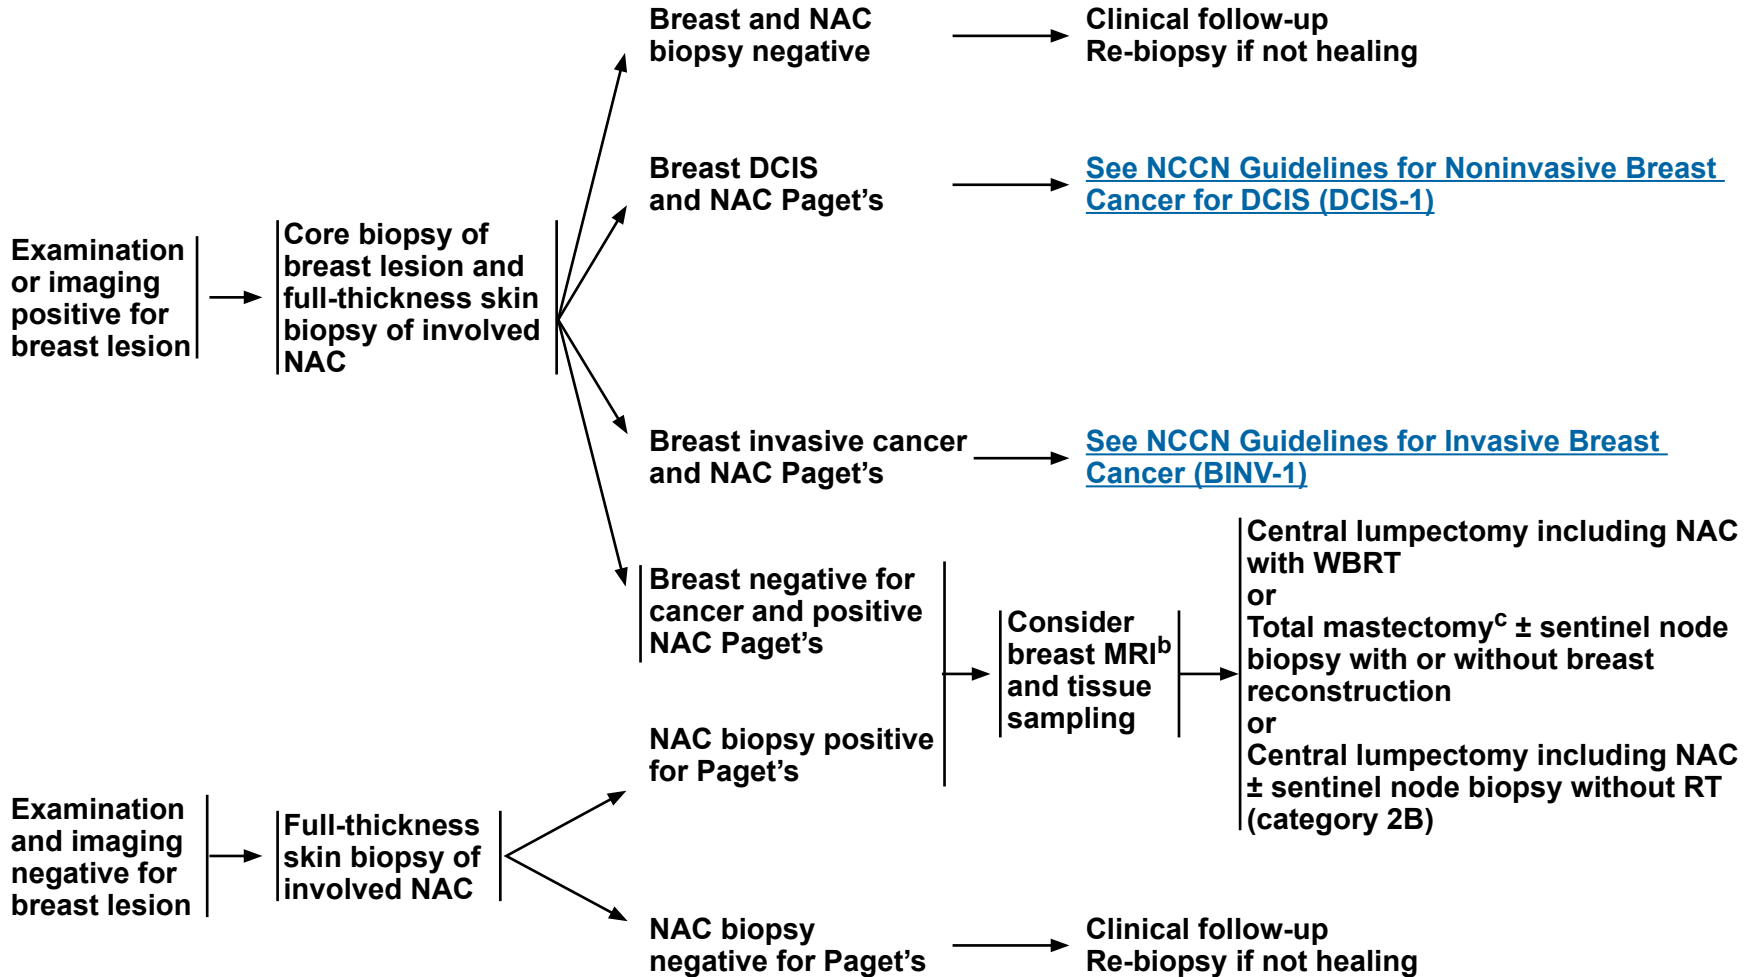 Examination
or imaging
positive for
breast lesion
Core biopsy of
breast lesion and
full-thickness skin
biopsy of involved
NAC
Breast and NAC
biopsy negative
Clinical follow-up
Re-biopsy if not healing
Breast DCIS
and NAC Paget’s
See NCCN Guidelines for Noninvasive Breast
Cancer for DCIS (DCIS-1)
Breast invasive cancer
and NAC Paget’s
See NCCN Guidelines for Invasive Breast
Cancer (BINV-1)
Breast negative for
cancer and positive
NAC Paget’s
Examination
and imaging
negative for
breast lesion
Full-thickness
skin biopsy of
involved NAC
NAC biopsy positive
for Paget’s
Consider
breast MRIb
and tissue
sampling
Central lumpectomy including NAC
with WBRT
or
Total mastectomyc ± sentinel node
biopsy with or without breast
reconstruction
or
Central lumpectomy including NAC
± sentinel node biopsy without RT
(category 2B)
NAC biopsy
negative for Paget’s
Clinical follow-up
Re-biopsy if not healing